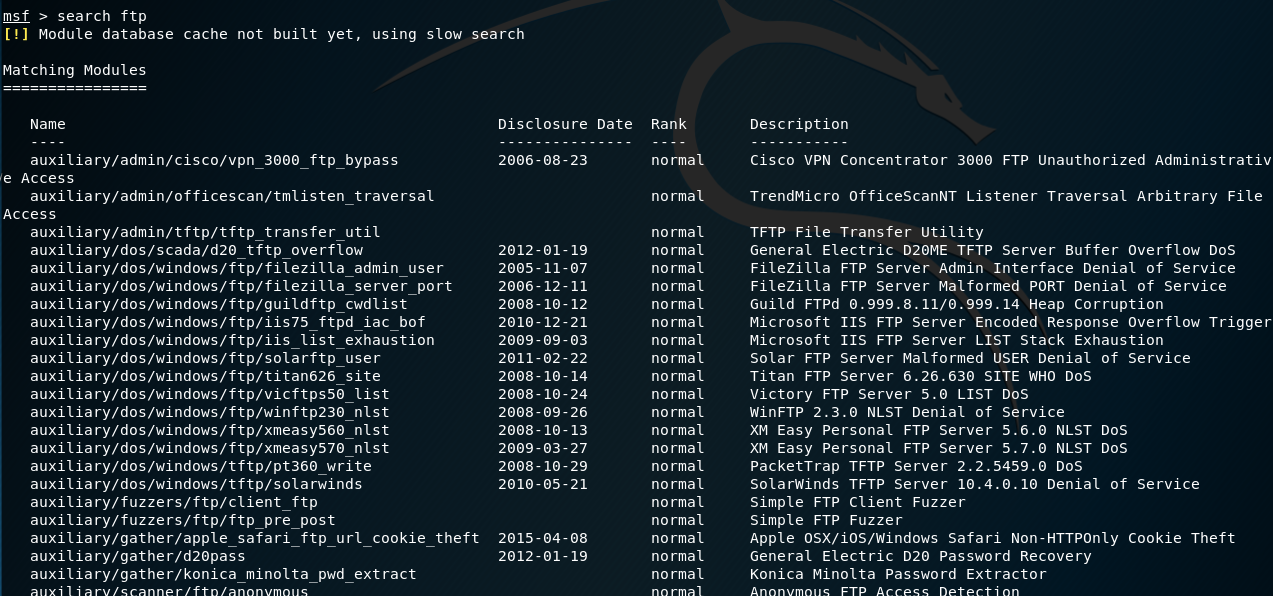 msf > search ftp
[!] Module database cache not built yet, using slow search
Matching Modules
================
Name Disclosure Date Rank Description
---- --------------- ---- -----------
auxiliary/admin/cisco/vpn_3000_ftp_bypass 2006-08-23 normal Cisco VPN Concentrator 3000 FTP Unauthorized Administrativ
e Access
auxiliary/admin/officescan/tmlisten_traversal normal TrendMicro OfficeScanNT Listener Traversal Arbitrary File
Access
auxiliary/admin/tftp/tftp_transfer_util normal TFTP File Transfer Utility
auxiliary/dos/scada/d20_tftp_overflow 2012-01-19 normal General Electric D20ME TFTP Server Buffer Overflow DoS
auxiliary/dos/windows/ftp/filezilla_admin_user 2005-11-07 normal FileZilla FTP Server Admin Interface Denial of Service
auxiliary/dos/windows/ftp/filezilla_server_port 2006-12-11 normal FileZilla FTP Server Malformed PORT Denial of Service
auxiliary/dos/windows/ftp/guildftp_cwdlist 2008-10-12 normal Guild FTPd 0.999.8.11/0.999.14 Heap Corruption
auxiliary/dos/windows/ftp/iis75_ftpd_iac_bof 2010-12-21 normal Microsoft IIS FTP Server Encoded Response Overflow Trigger
auxiliary/dos/windows/ftp/iis_list_exhaustion 2009-09-03 normal Microsoft IIS FTP Server LIST Stack Exhaustion
auxiliary/dos/windows/ftp/solarftp_user 2011-02-22 normal Solar FTP Server Malformed USER Denial of Service
auxiliary/dos/windows/ftp/titan626_site 2008-10-14 normal Titan FTP Server 6.26.630 SITE WHO DoS
auxiliary/dos/windows/ftp/vicftps50_list 2008-10-24 normal Victory FTP Server 5.0 LIST DoS
auxiliary/dos/windows/ftp/winftp230_nlst 2008-09-26 normal WinFTP 2.3.0 NLST Denial of Service
auxiliary/dos/windows/ftp/xmeasy560_nlst 2008-10-13 normal XM Easy Personal FTP Server 5.6.0 NLST DoS
auxiliary/dos/windows/ftp/xmeasy570_nlst 2009-03-27 normal XM Easy Personal FTP Server 5.7.0 NLST DoS
auxiliary/dos/windows/tftp/pt360_write 2008-10-29 normal PacketTrap TFTP Server 2.2.5459.0 DoS
auxiliary/dos/windows/tftp/solarwinds 2010-05-21 normal SolarWinds TFTP Server 10.4.0.10 Denial of Service
auxiliary/fuzzers/ftp/client_ftp normal Simple FTP Client Fuzzer
auxiliary/fuzzers/ftp/ftp_pre_post normal Simple FTP Fuzzer
auxiliary/gather/apple_safari_ftp_url_cookie_theft 2015-04-08 normal Apple OSX/iOS/Windows Safari Non-HTTPOnly Cookie Theft
auxiliary/gather/d20pass 2012-01-19 normal General Electric D20 Password Recovery
auxiliary/gather/konica_minolta_pwd_extract normal Konica Minolta Password Extractor
auxiliary/scanner/ftp/anonymous normal Anonymous FTP Access Detection